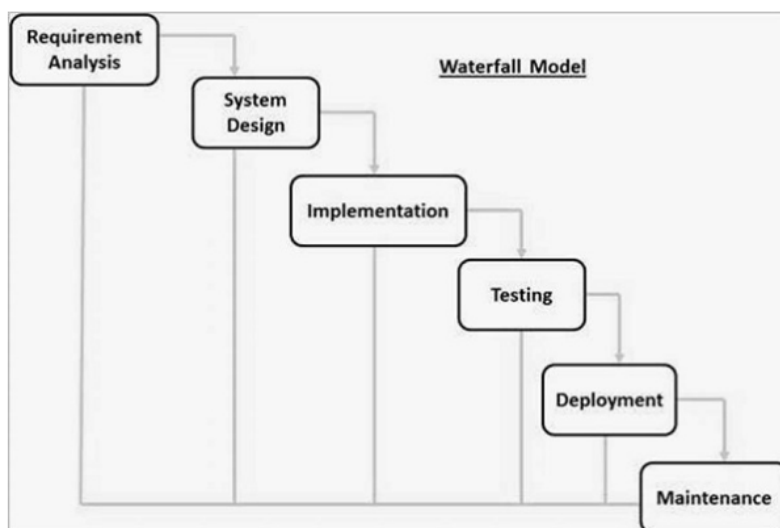 Requirement
Analysis
Waterfall Model
System
Design
Implementation
Testing
Deployment
Maintenance